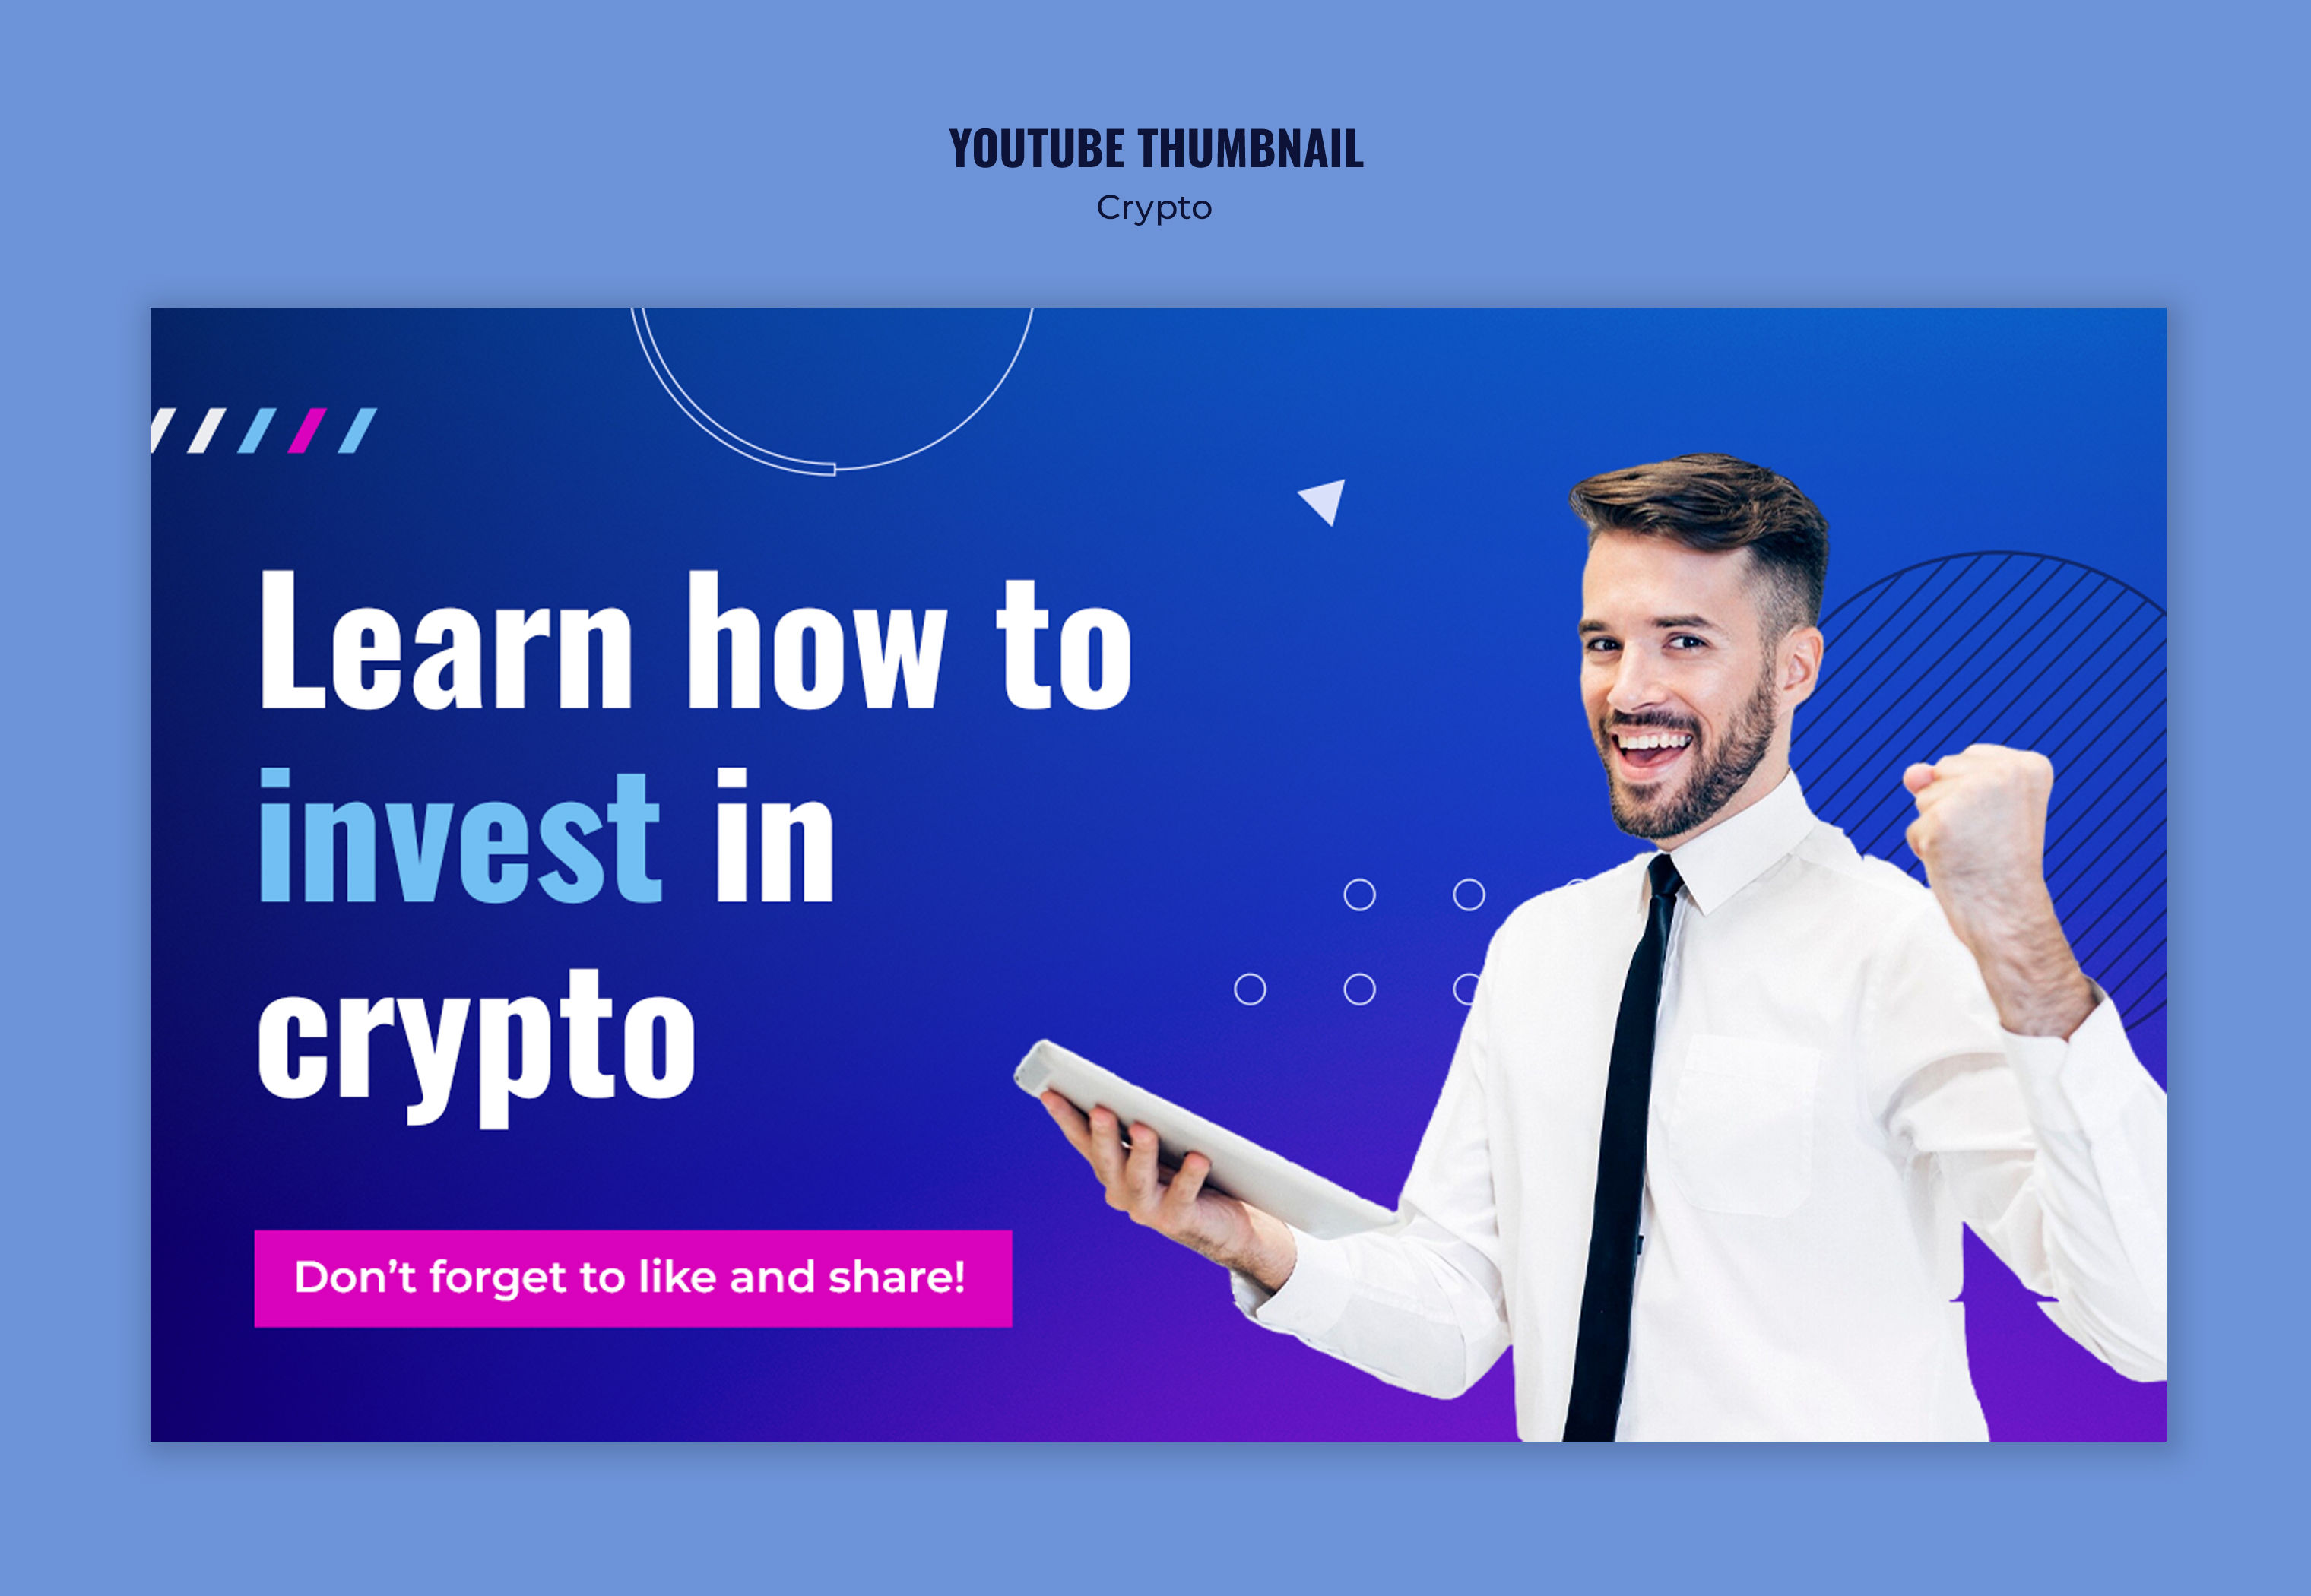 YOUTUBE THUMBNAIL
Crypto
Learn how to
invest in
crypto
Don’t forget to like and share!